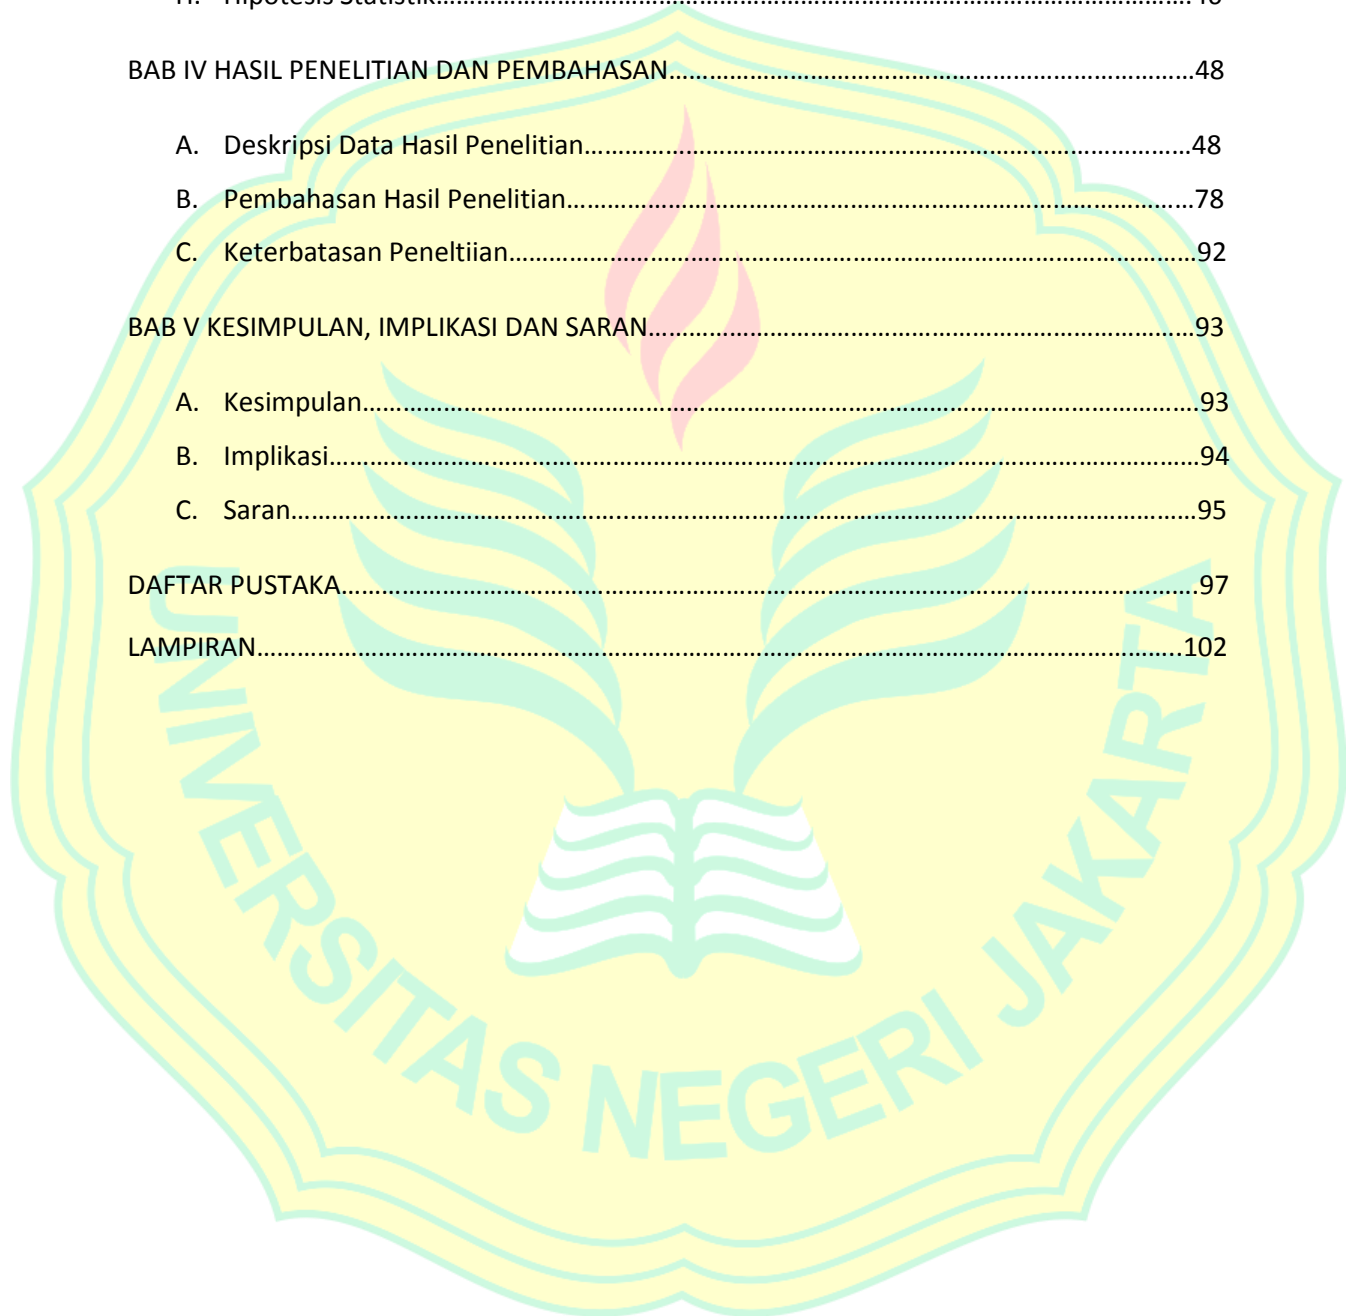 Hipotesis Statistik
BAB IV HASIL PENELITIAN DAN PEMBAHASAN.....48
A. Deskripsi Data Hasil Penelitian.....48
B. Pembahasan Hasil Penelitian.....78
C. Keterbatasan Peneltiian.....92
BAB V KESIMPULAN, IMPLIKASI DAN SARAN.....93
A. Kesimpulan.....93
B. Implikasi.....94
C. Saran.....95
DAFTAR PUSTAKA.....97
LAMPIRAN.....102
UNIVERSITAS NEGERI JAKARTA